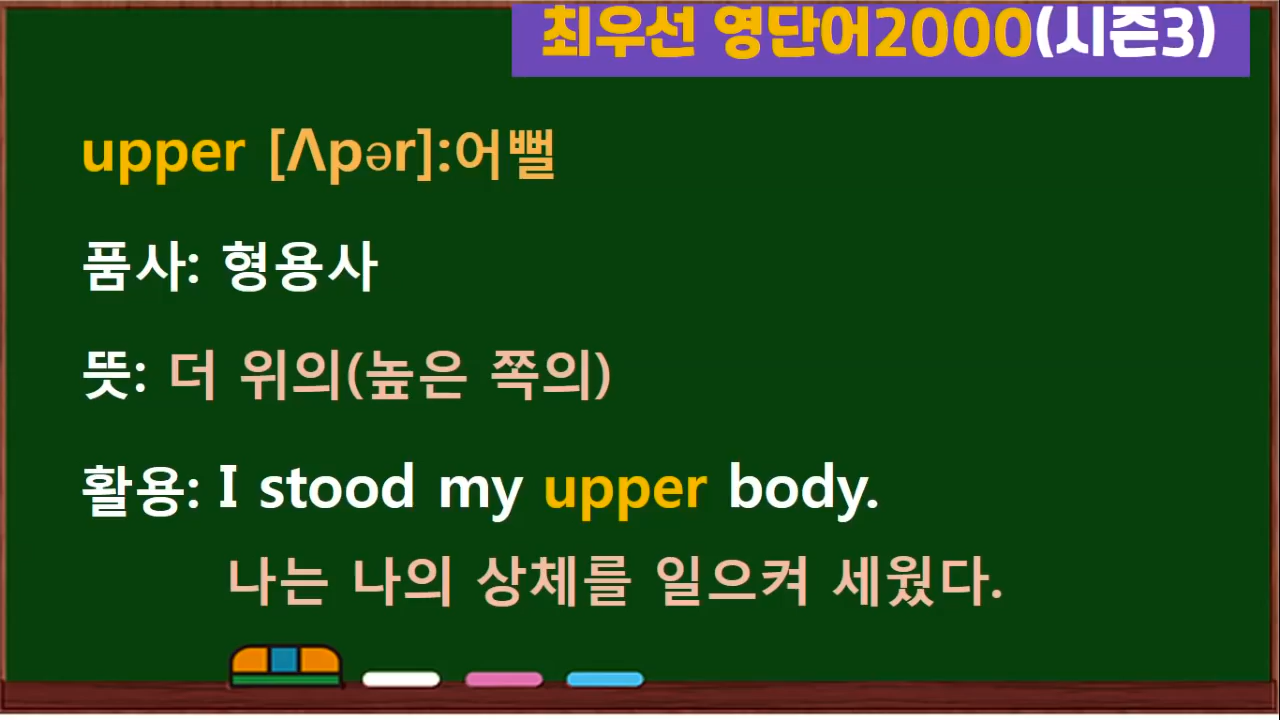 최우선 영단어2000(시즌3)
upper [Λpər]:어뻘
품사: 형용사
뜻: 더 위의(높은 쪽의)
활용: I stood my upper body.
나는 나의 상체를 일으켜 세웠다.